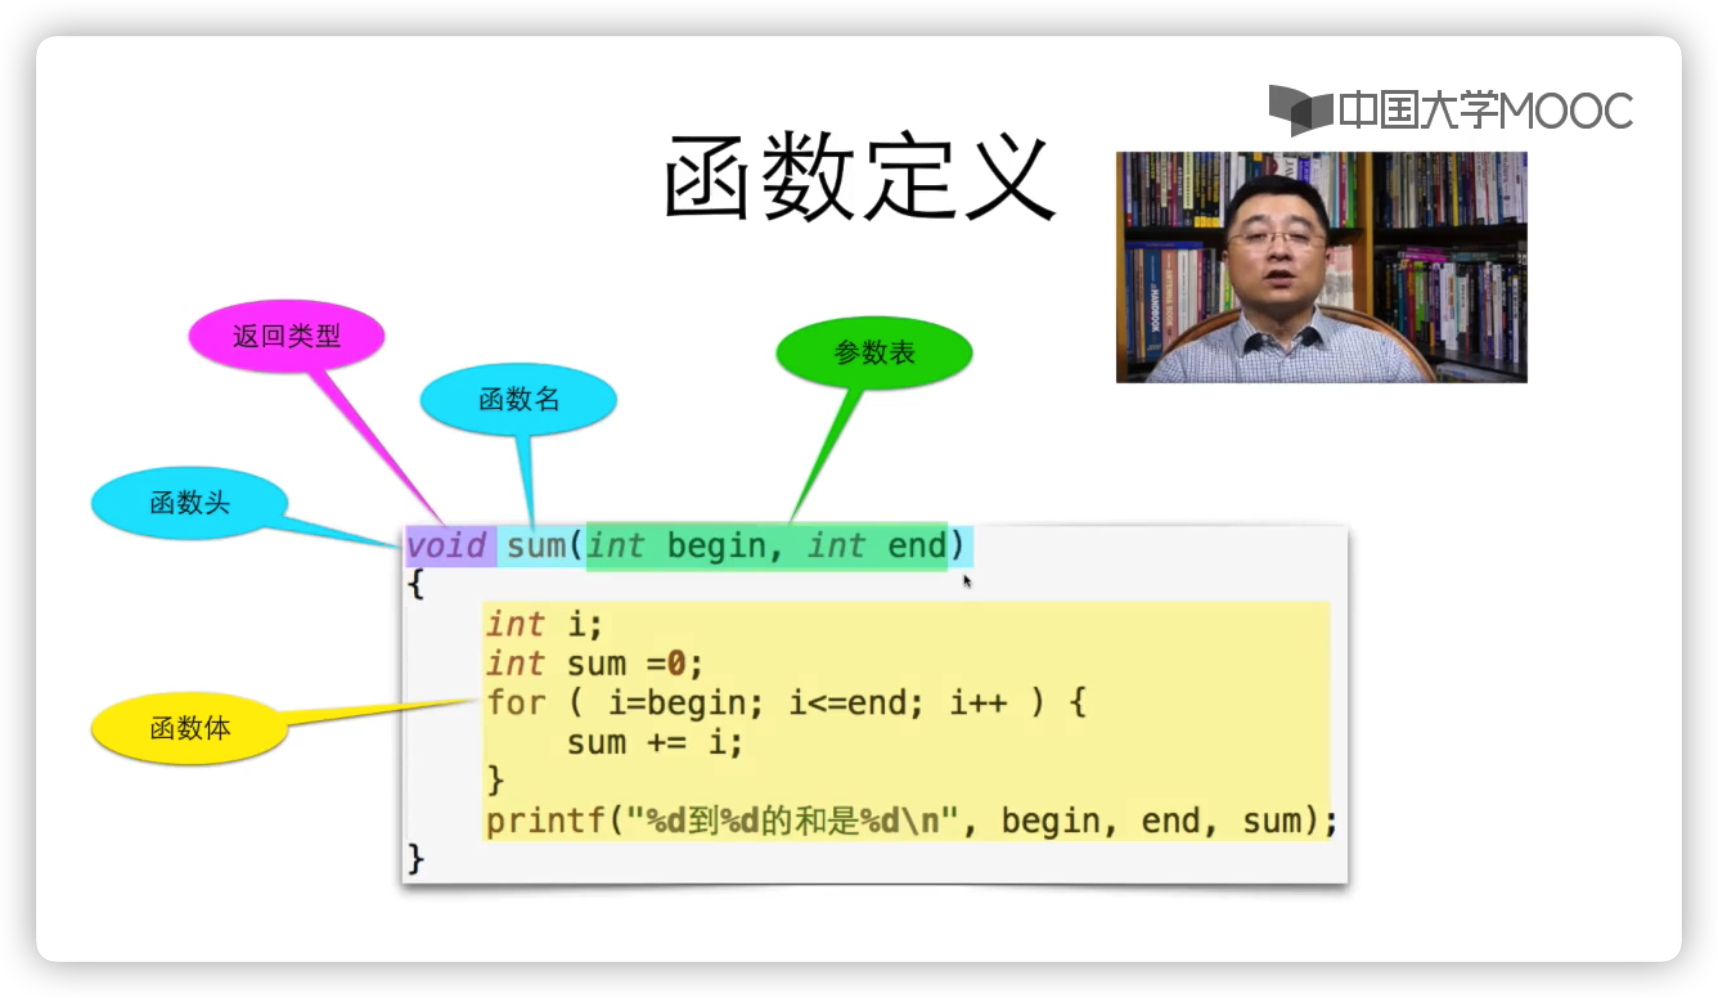 中国大学MOOC
函数定义
HANDBOOK
返回类型
参数表
函数名
函数头
void sum(int begin, int end)
{
int i;
int sum =0;
for ( i=begin; i<=end; i++ ) {
sum += i;
}
函数体
printf("%d到%d的和是%d\n", begin, end, sum);
}